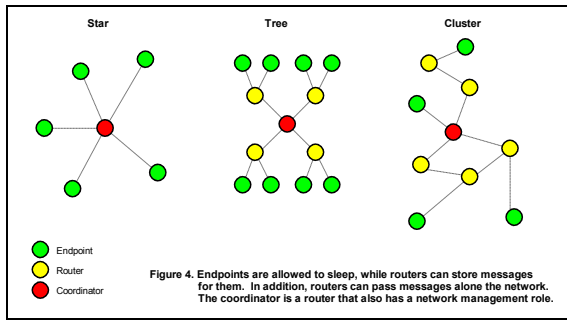 Star
Tree
Cluster
Endpoint
Router
Coordinator
Figure 4. Endpoints are allowed to sleep, while routers can store messages
for them. In addition, routers can pass messages alone the network.
The coordinator is a router that also has a network management role.